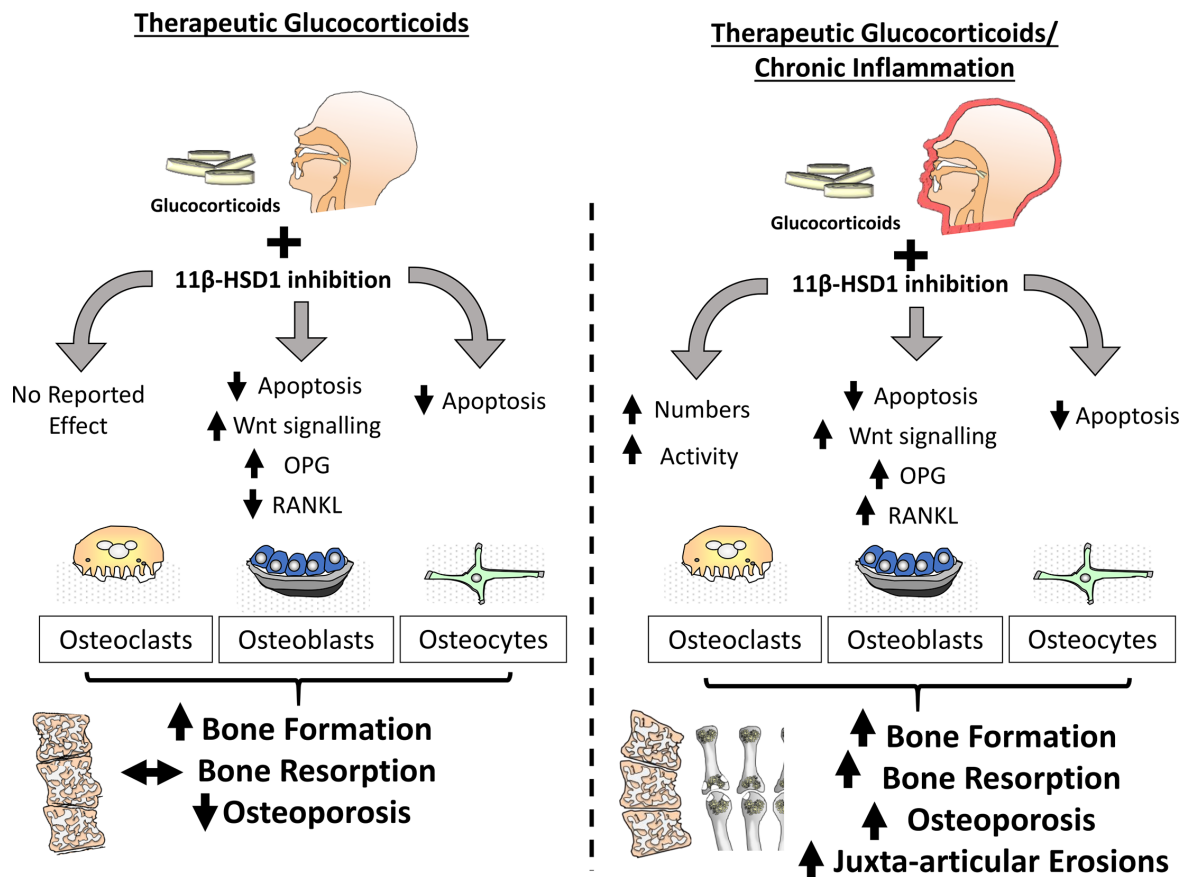 Therapeutic Glucocorticoids
Glucocorticoids
11β-HSD1 inhibition
No Reported
Effect
Apoptosis
Wnt signalling
OPG
RANKL
Apoptosis
Osteoclasts
Osteoblasts
Osteocytes
Bone Formation
Bone Resorption
Osteoporosis
Therapeutic Glucocorticoids/
Chronic Inflammation
Glucocorticoids
11β-HSD1 inhibition
Numbers
Activity
Apoptosis
Wnt signalling
OPG
RANKL
Apoptosis
Osteoclasts
Osteoblasts
Osteocytes
Bone Formation
Bone Resorption
Osteoporosis
Juxta-articular Erosions